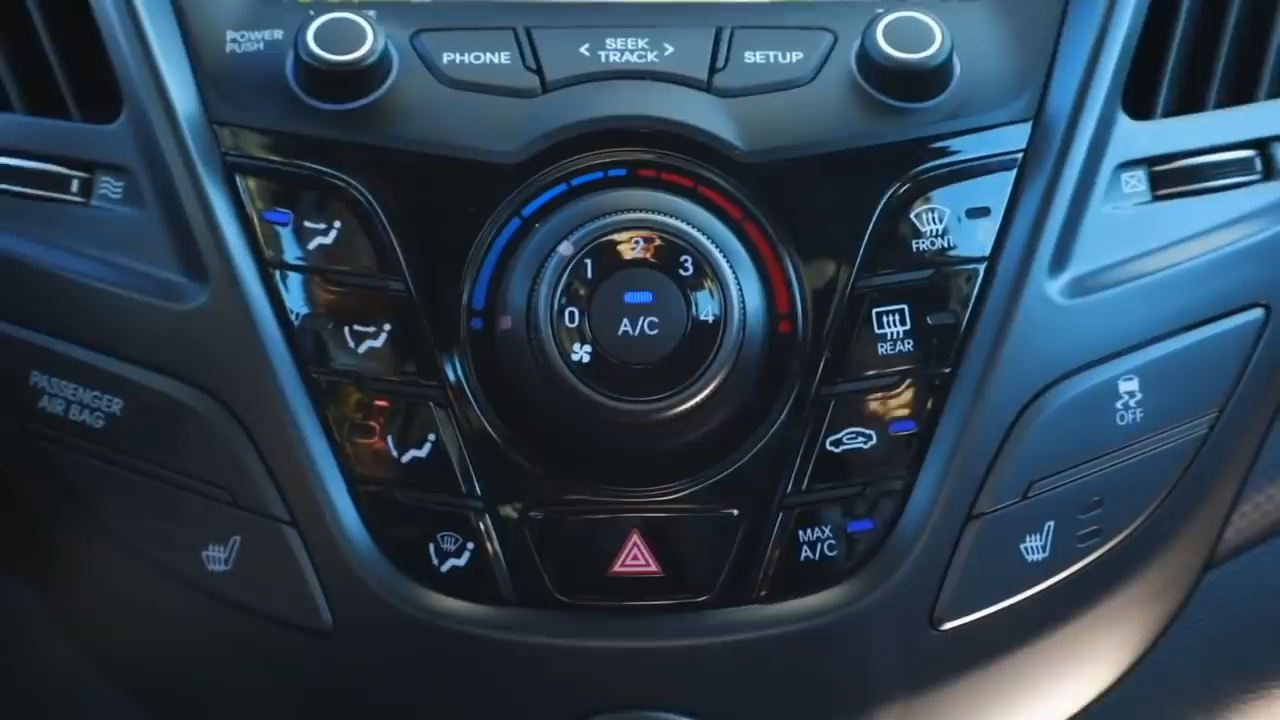 POWER
PUSH
PHONE
SEEK
TRACK
SETUP
FRONT
0
1
2
3
4
A/C
REAR
PASSENGER
AIR BAG
OFF
MAX
A/C